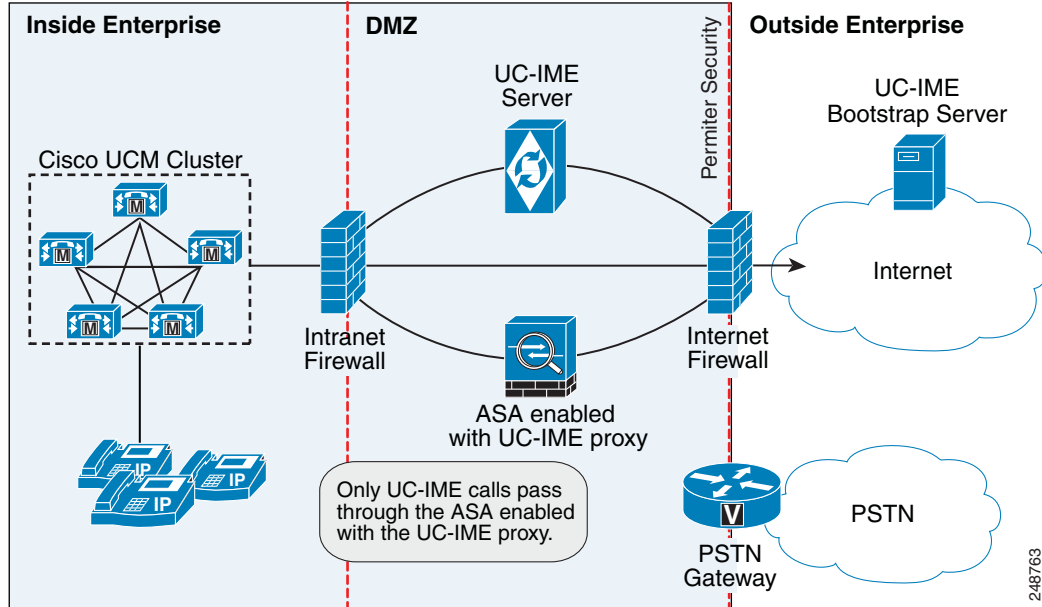 Inside Enterprise
DMZ
Permiter Security
Outside Enterprise
UC-IME
Server
UC-IME
Bootstrap Server
Cisco UCM Cluster
M
M
M
M
M
Intranet
Firewall
Internet
Firewall
Internet
ASA enabled
with UC-IME proxy
IP
IP
IP
Only UC-IME calls pass
through the ASA enabled
with the UC-IME proxy.
V
PSTN
Gateway
PSTN
248763